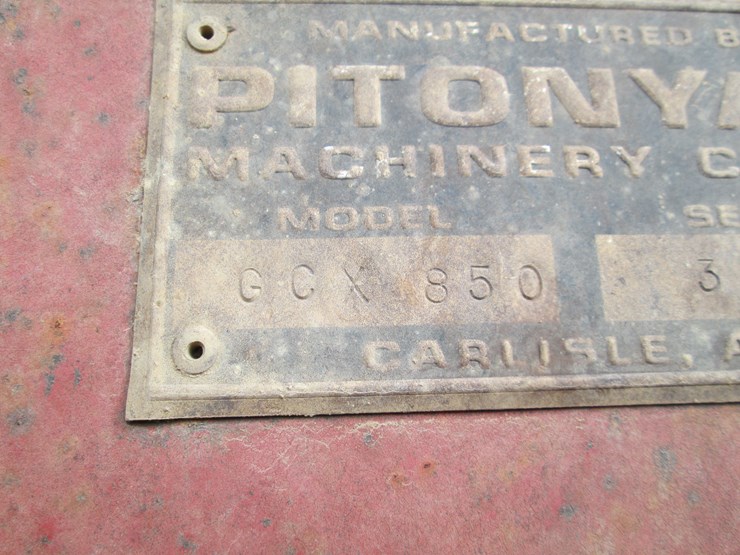 MANUFACTURED B
PITONY
MACHINERY C
MODEL SE
GCX 850 3
CARLISLE, A